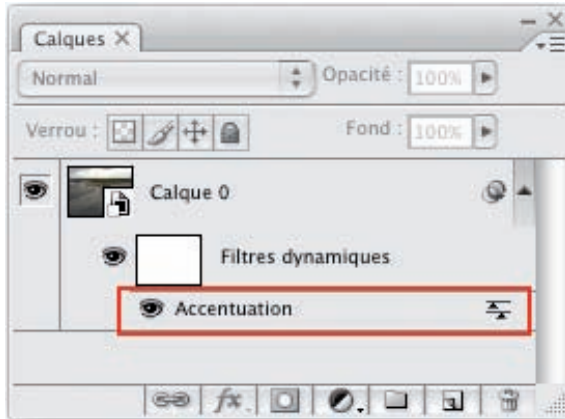 Calques
Normal Opacité : 100%
Verrou : Fond : 100%
Calque 0
Filtres dynamiques
Accentuation
fx